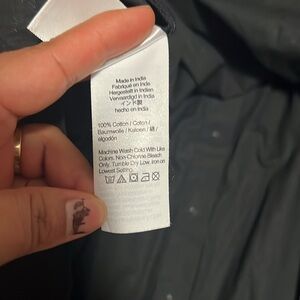 Made in India
Fabriqué en Inde
Hergestellt in Indien
Vervaardigd in India
インド製
hecho en India
100% Cotton / Coton /
Baumwolle / Katoen / 綿 /
algodón
Machine Wash Cold With Like
Colors. Non-Chlorine Bleach
Only. Tumble Dry Low. Iron on
Lowest Setting.